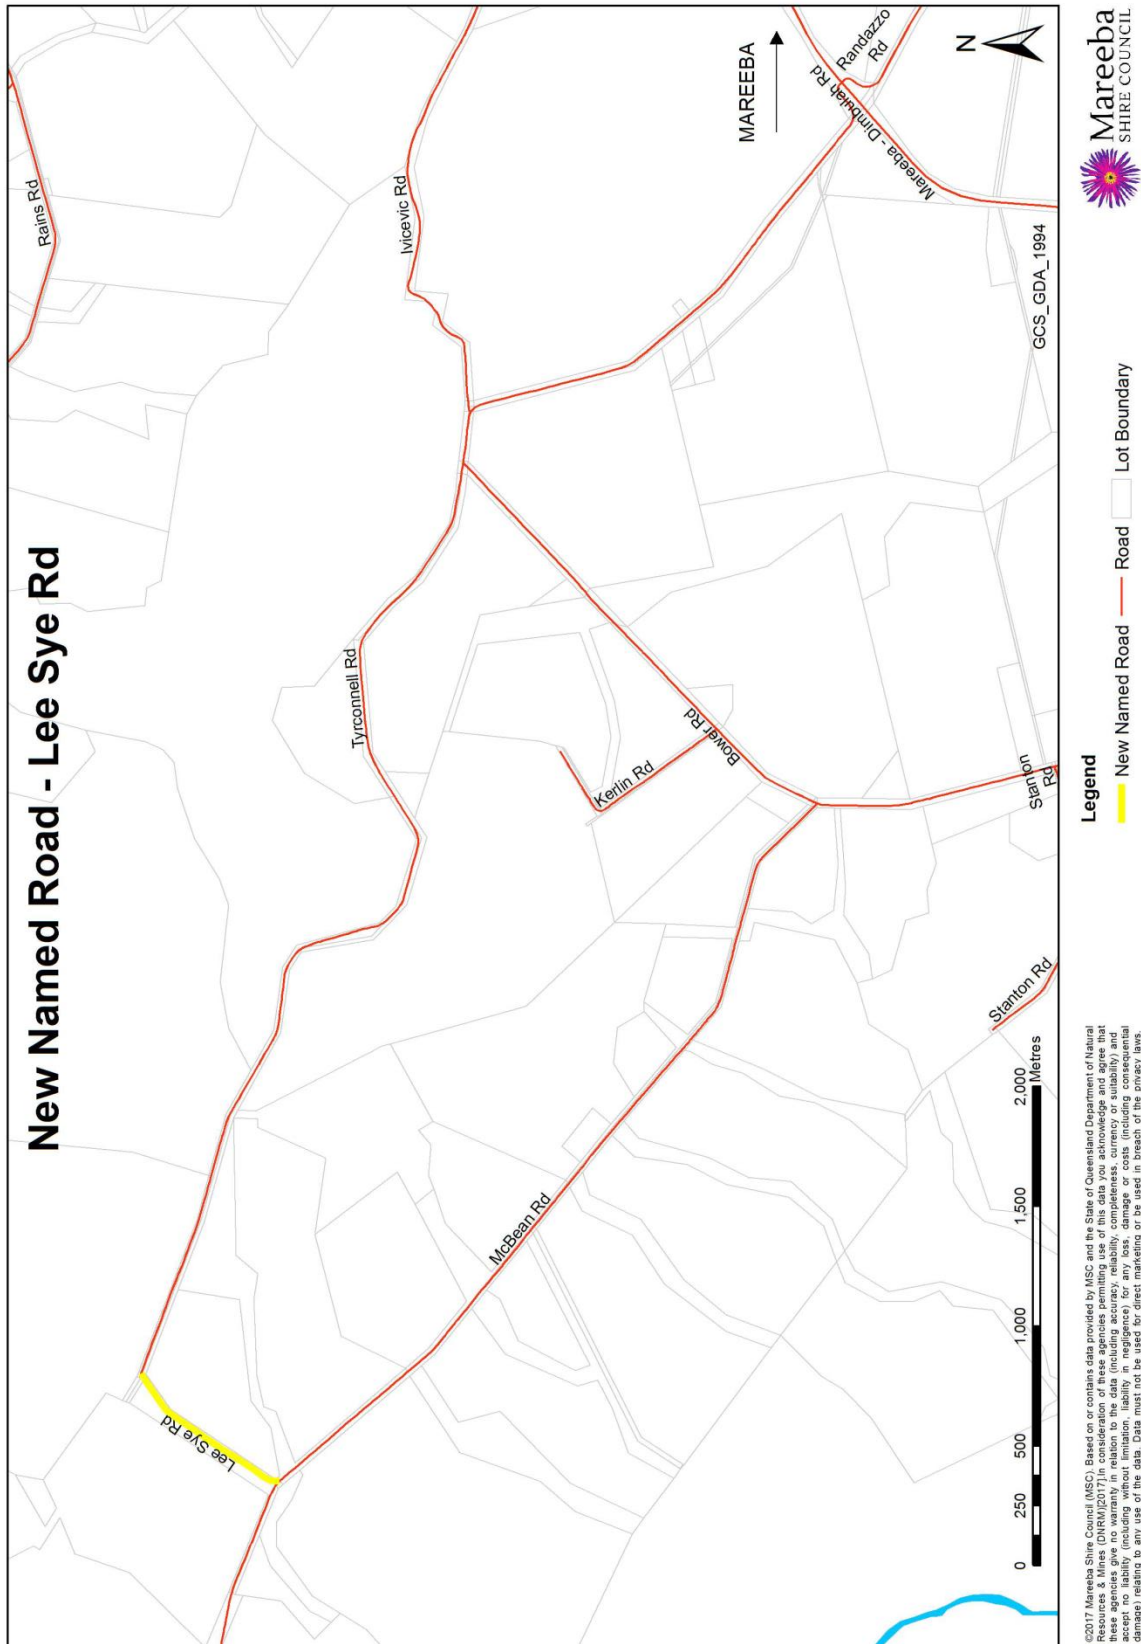 New Named Road - Lee Sye Rd
Rains Rd
Ivicevic Rd
MAREEBA
Randazzo
Rd
N
Mareeba - Dimbulah Rd
Tyrconnell Rd
Kerlin Rd
Bower Rd
Lee Sye Rd
McBean Rd
Stanton
Rd
Stanton Rd
GCS_GDA_1994
0 250 500 1,000 1,500 2,000
Metres
Legend
New Named Road
Road
Lot Boundary
Mareeba
SHIRE COUNCIL
©2017 Mareeba Shire Council (MSC). Based on or contains data provided by MSC and the State of Queensland Department of Natural
Resources & Mines (DNRM)[2017].In consideration of these agencies permitting use of this data you acknowledge and agree that
these agencies give no warranty in relation to the data (including accuracy, reliability, completeness, currency or suitability) and
accept no liability (including without limitation, liability in negligence) for any loss, damage or costs (including consequential
damage) relating to any use of the data. Data must not be used for direct marketing or be used in breach of the privacy laws.